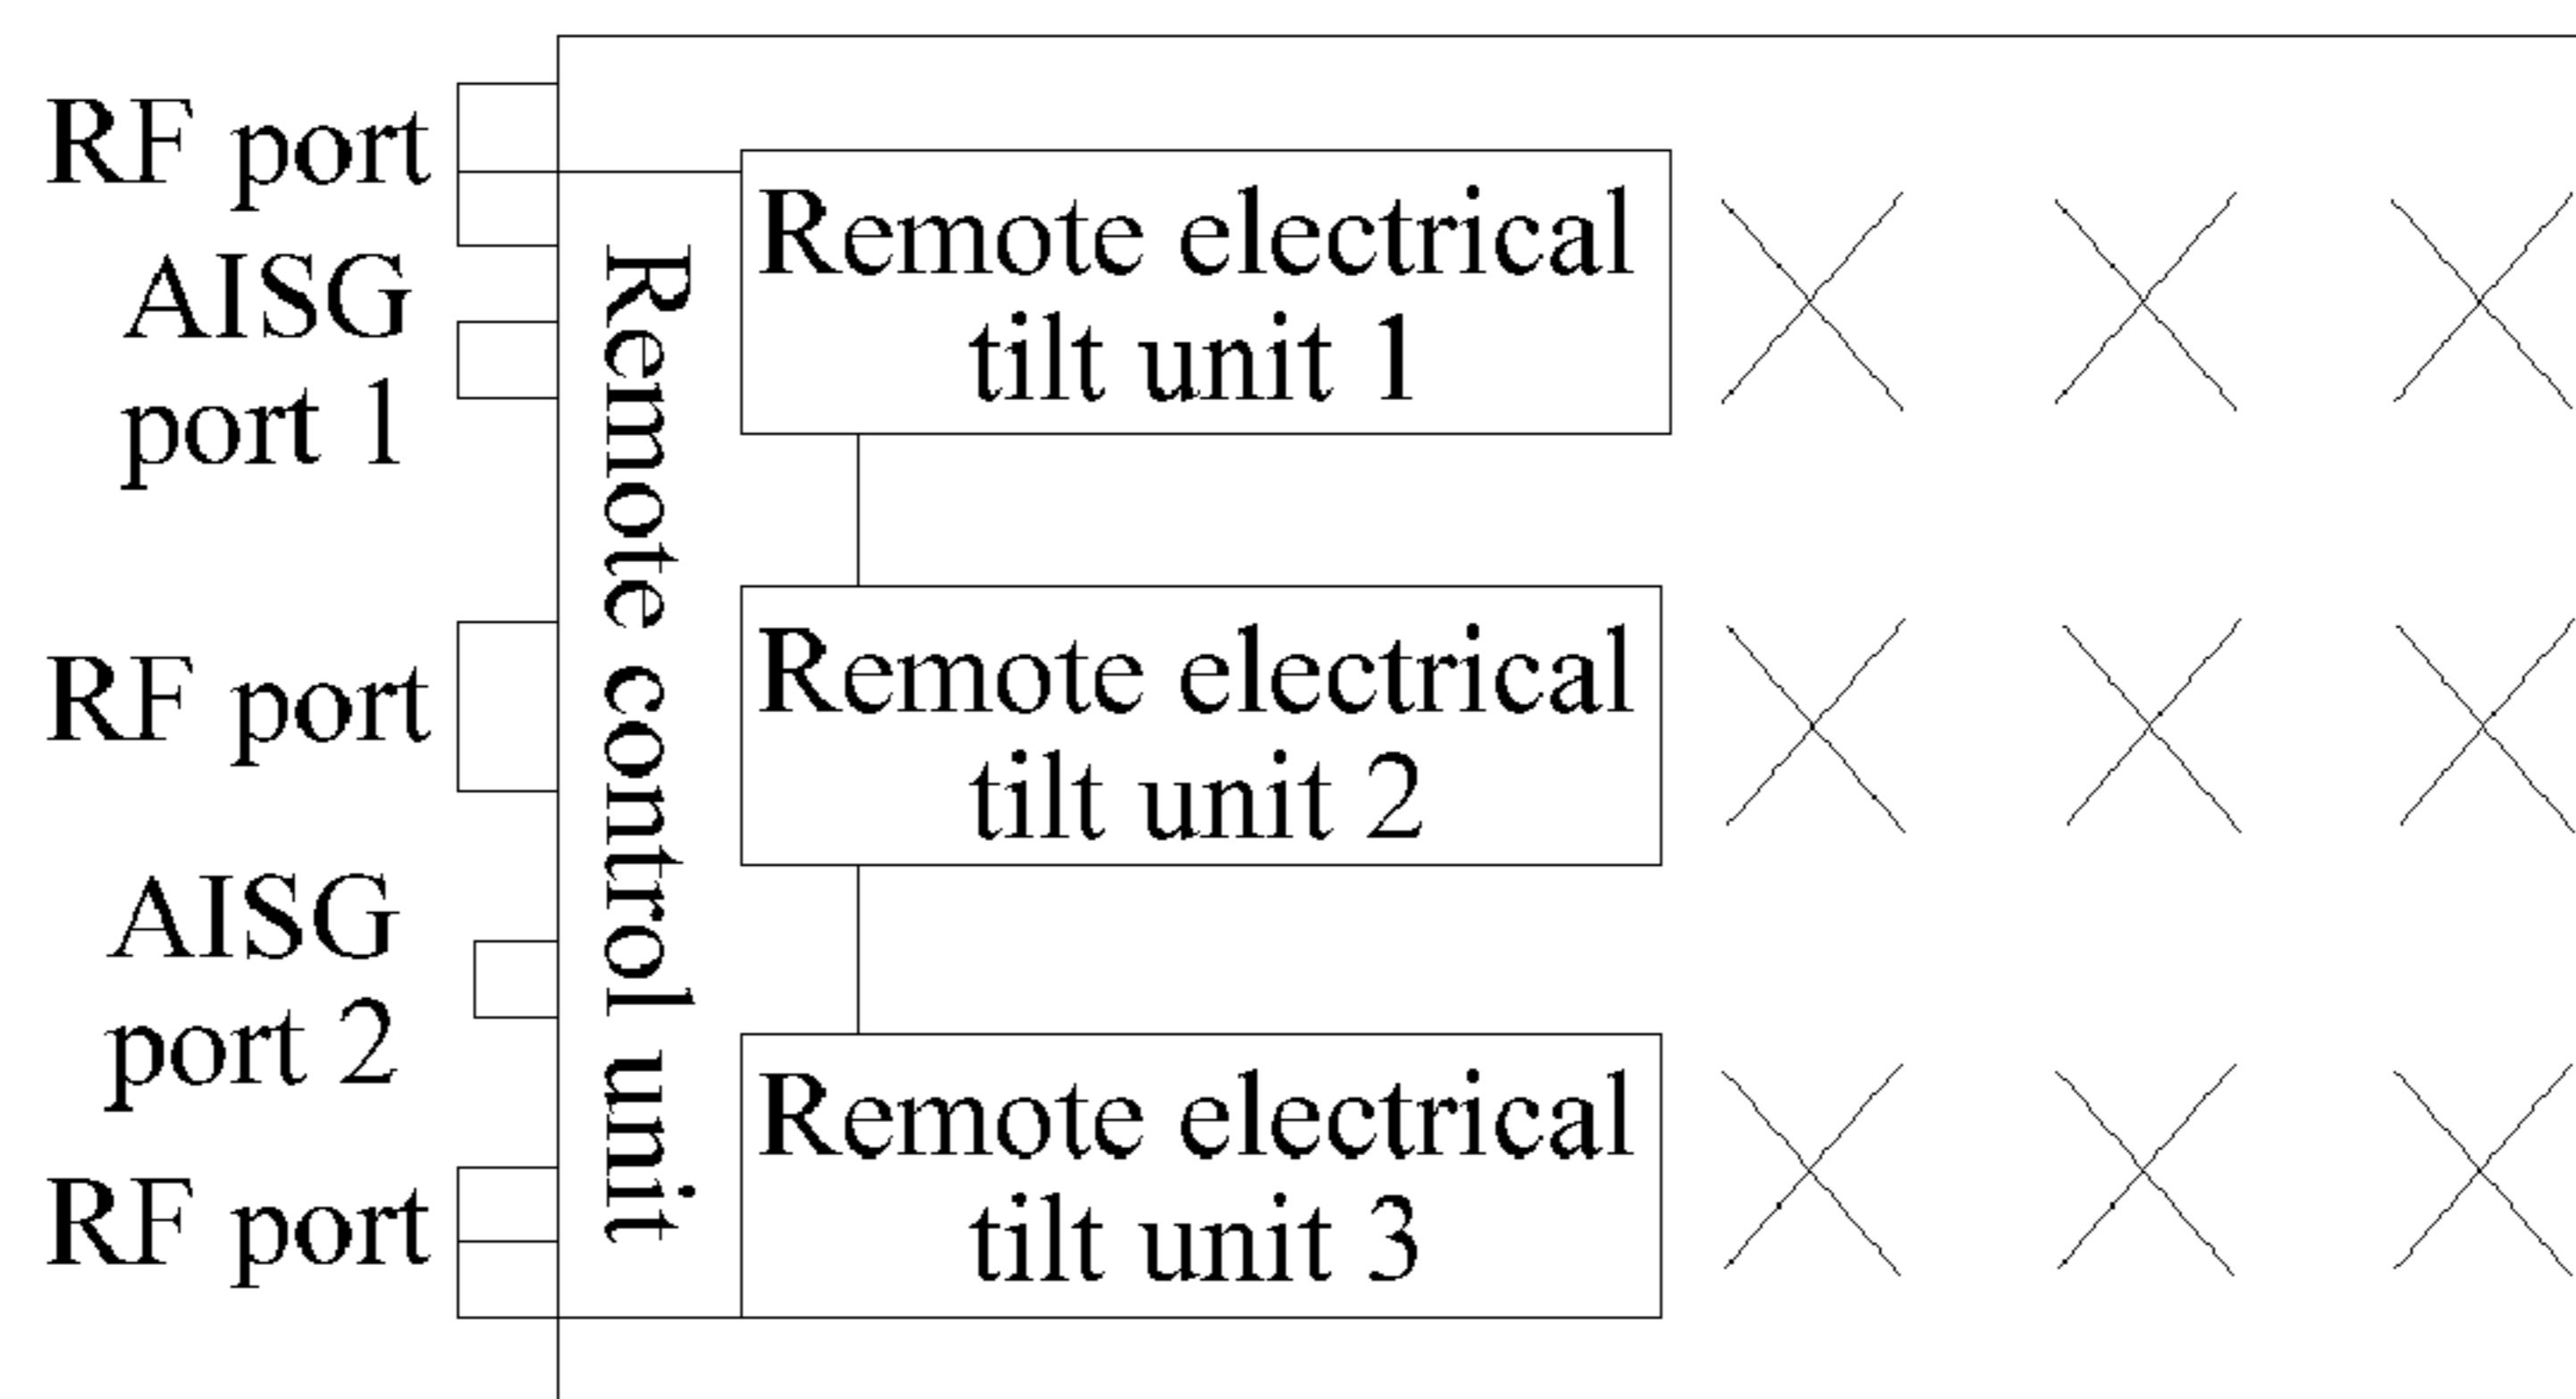 RF port
AISG
port 1
RF port
AISG
port 2
RF port
Remote control unit
Remote electrical
tilt unit 1
Remote electrical
tilt unit 2
Remote electrical
tilt unit 3